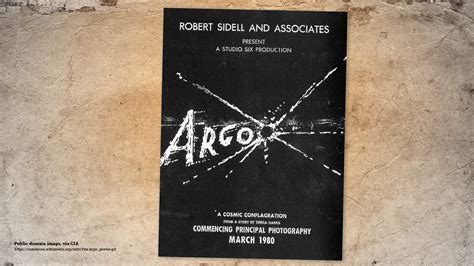 ROBERT SIDELL AND ASSOCIATES
PRESENT
A STUDIO SIX PRODUCTION
ARGO
A COSMIC CONFLAGRATION
FROM A STORY BY TERESA HARRIS
COMMENCING PRINCIPAL PHOTOGRAPHY
MARCH 1980
Public domain image, via CIA